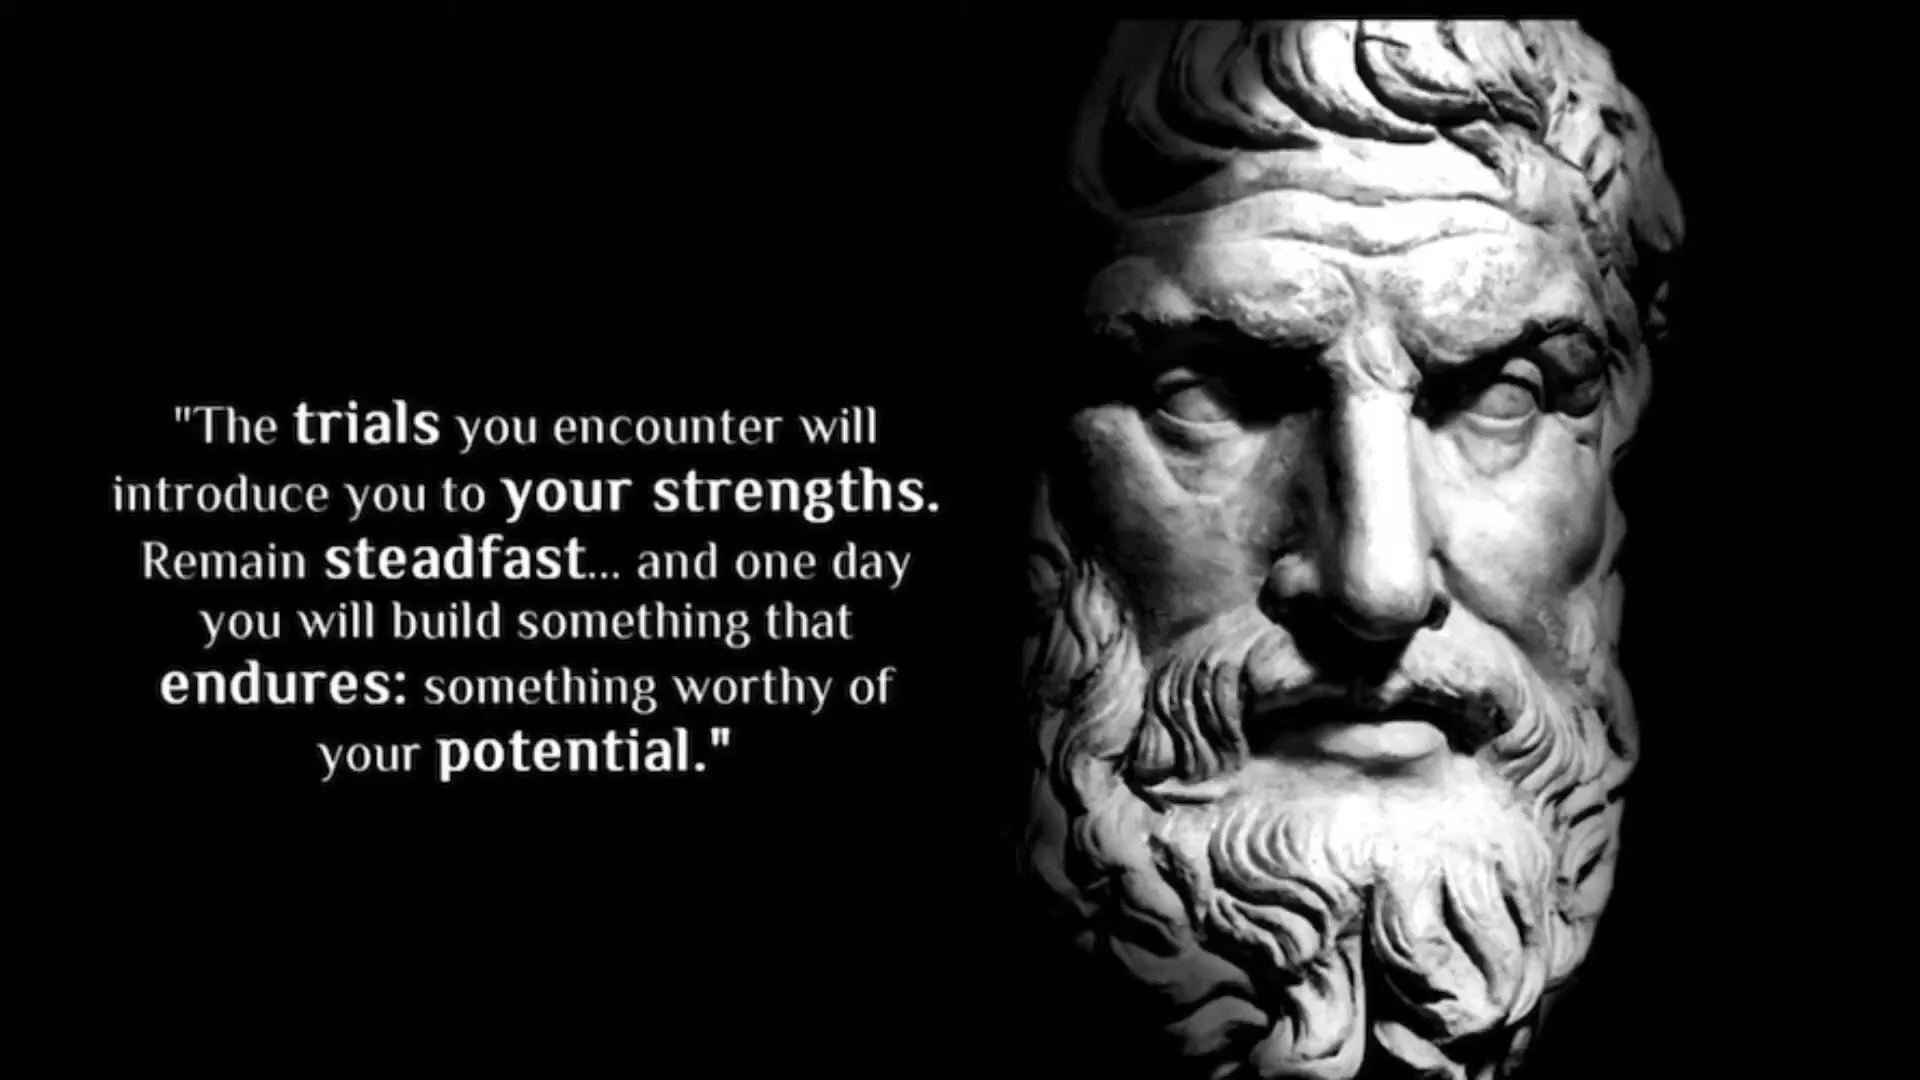 "The trials you encounter will
introduce you to your strengths.
Remain steadfast... and one day
you will build something that
endures: something worthy of
your potential."